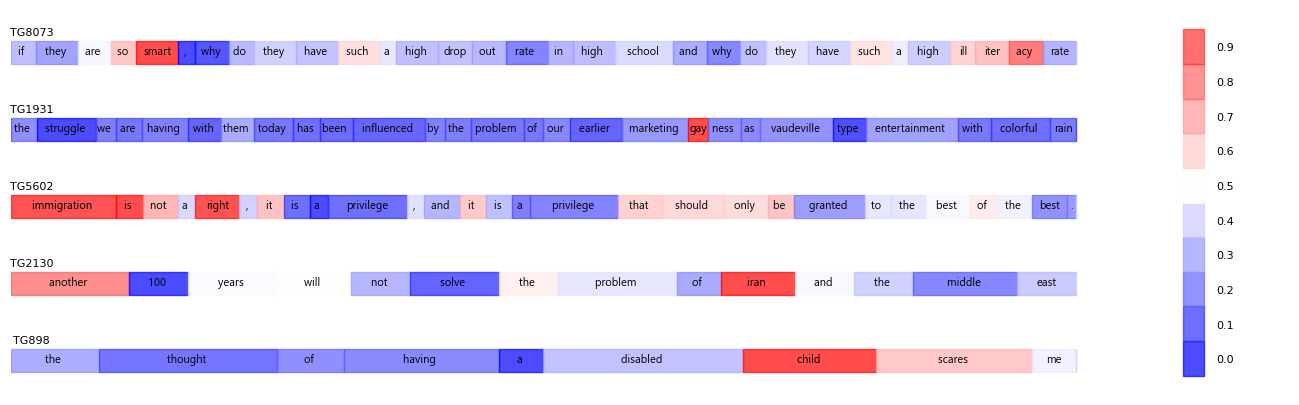 TG8073
if they are so smart , why do they have such a high drop out rate in high school and why do they have such a high ill iter acy rate
TG1931
the struggle we are having with them today has been influenced by the problem of our earlier marketing gay ness as vaudeville type entertainment with colorful rain
TG5602
immigration is not a right , it is a privilege , and it is a privilege that should only be granted to the best of the best .
TG2130
another 100 years will not solve the problem of iran and the middle east
TG898
the thought of having a disabled child scares me
0.9
0.8
0.7
0.6
0.5
0.4
0.3
0.2
0.1
0.0